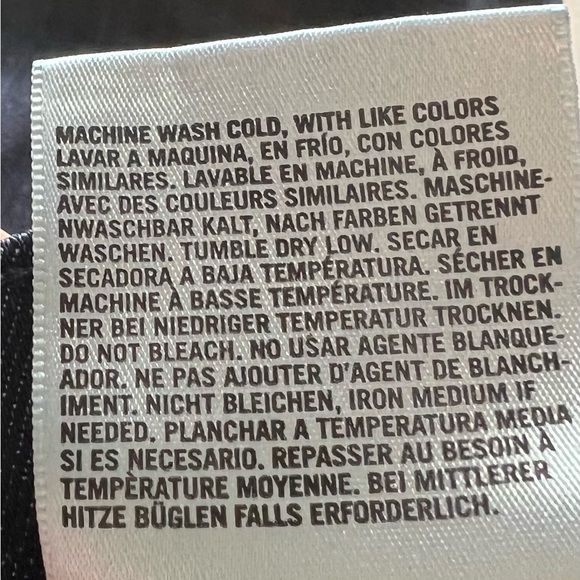 MACHINE WASH COLD, WITH LIKE COLORS
LAVAR A MAQUINA, EN FRÍO, CON COLORES
SIMILARES. LAVABLE EN MACHINE, À FROID,
AVEC DES COULEURS SIMILAIRES. MASCHINE-
NWASCHBAR KALT, NACH FARBEN GETRENNT
WASCHEN. TUMBLE DRY LOW. SECAR EN
SECADORA A BAJA TEMPÉRATURA. SÉCHER EN
MACHINE À BASSE TEMPÉRATURE. IM TROCK-
NER BEI NIEDRIGER TEMPERATUR TROCKNEN.
DO NOT BLEACH. NO USAR AGENTE BLANQUE-
ADOR. NE PAS AJOUTER D'AGENT DE BLANCH-
IMENT. NICHT BLEICHEN, IRON MEDIUM IF
NEEDED. PLANCHAR A TEMPERATURA MEDIA
SI ES NECESARIO. REPASSER AU BESOIN À
TEMPÈRATURE MOYENNE. BEI MITTLERER
HITZE BÜGLEN FALLS ERFORDERLICH.